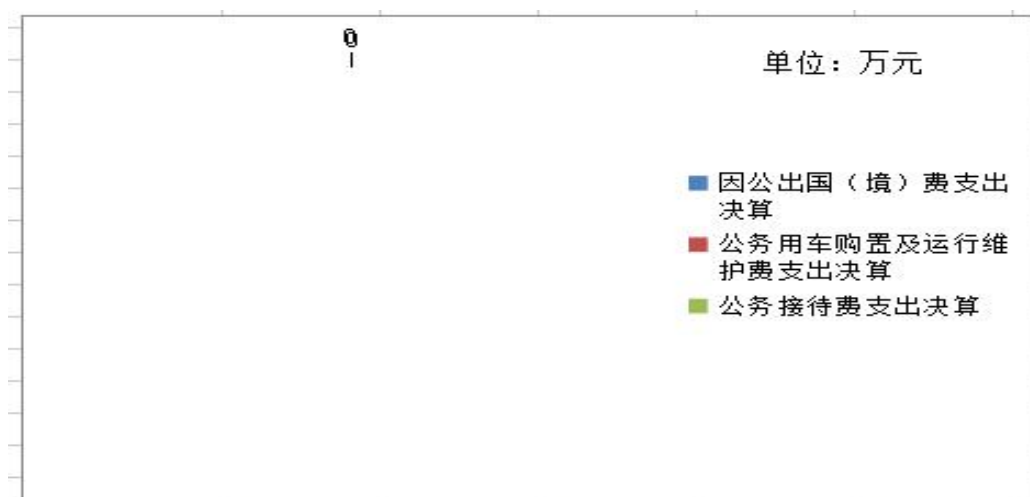 0
单位：万元
因公出国（境）费支出
决算
公务用车购置及运行维
护费支出决算
公务接待费支出决算